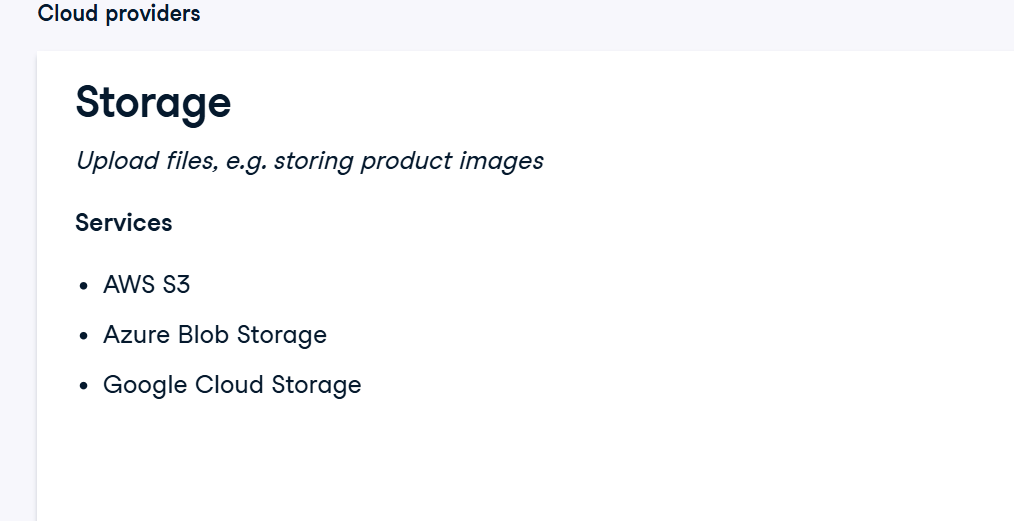 Cloud providers
Storage
Upload files, e.g. storing product images
Services
• AWS S3
• Azure Blob Storage
• Google Cloud Storage